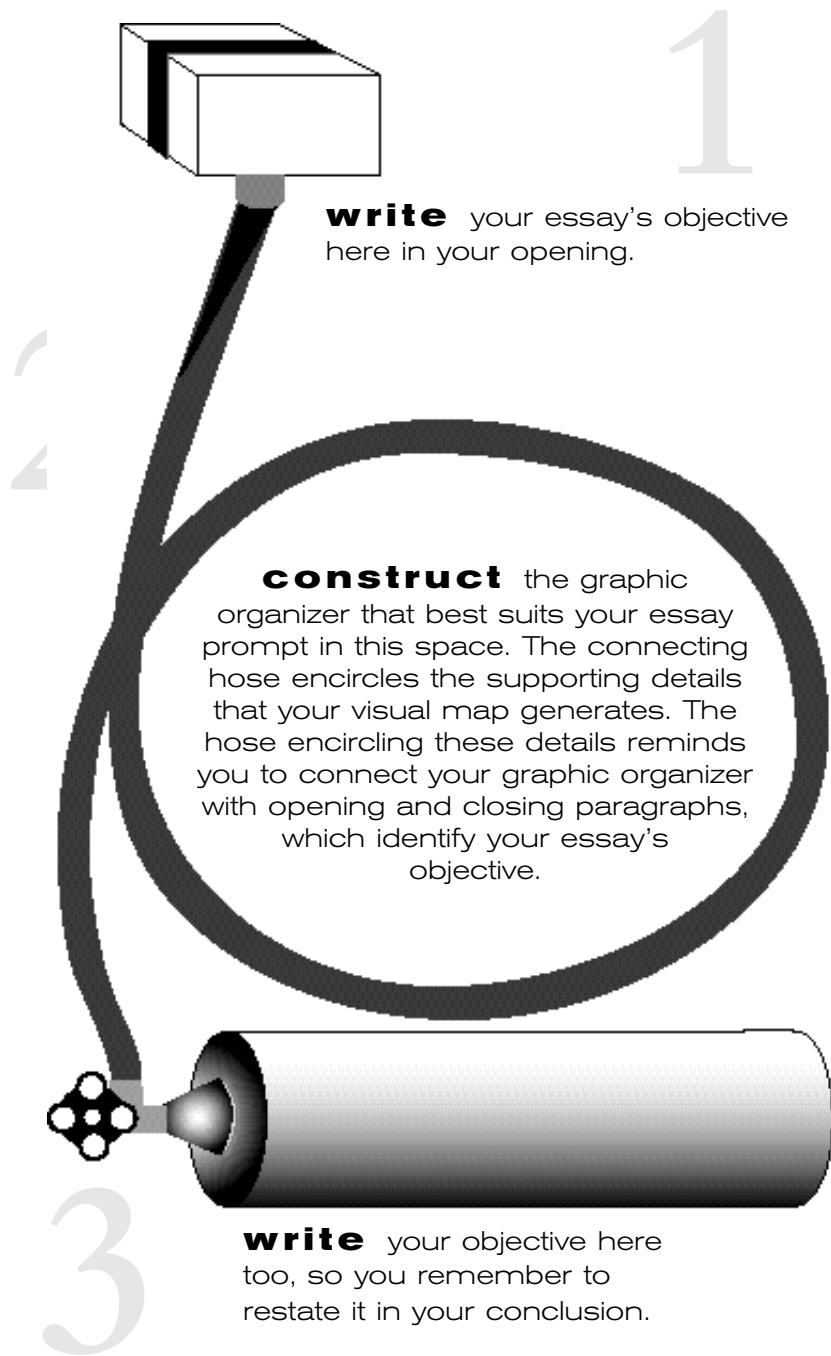 1
write your essay's objective
here in your opening.
2
construct the graphic
organizer that best suits your essay
prompt in this space. The connecting
hose encircles the supporting details
that your visual map generates. The
hose encircling these details reminds
you to connect your graphic organizer
with opening and closing paragraphs,
which identify your essay's
objective.
3
write your objective here
too, so you remember to
restate it in your conclusion.